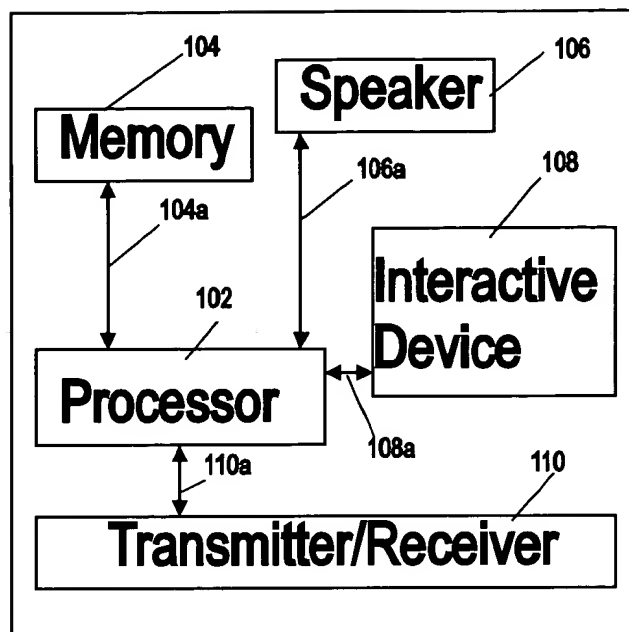 104
Speaker
106
Memory
106a
108
104a
Interactive
Device
102
Processor
108a
110a
110
Transmitter/Receiver